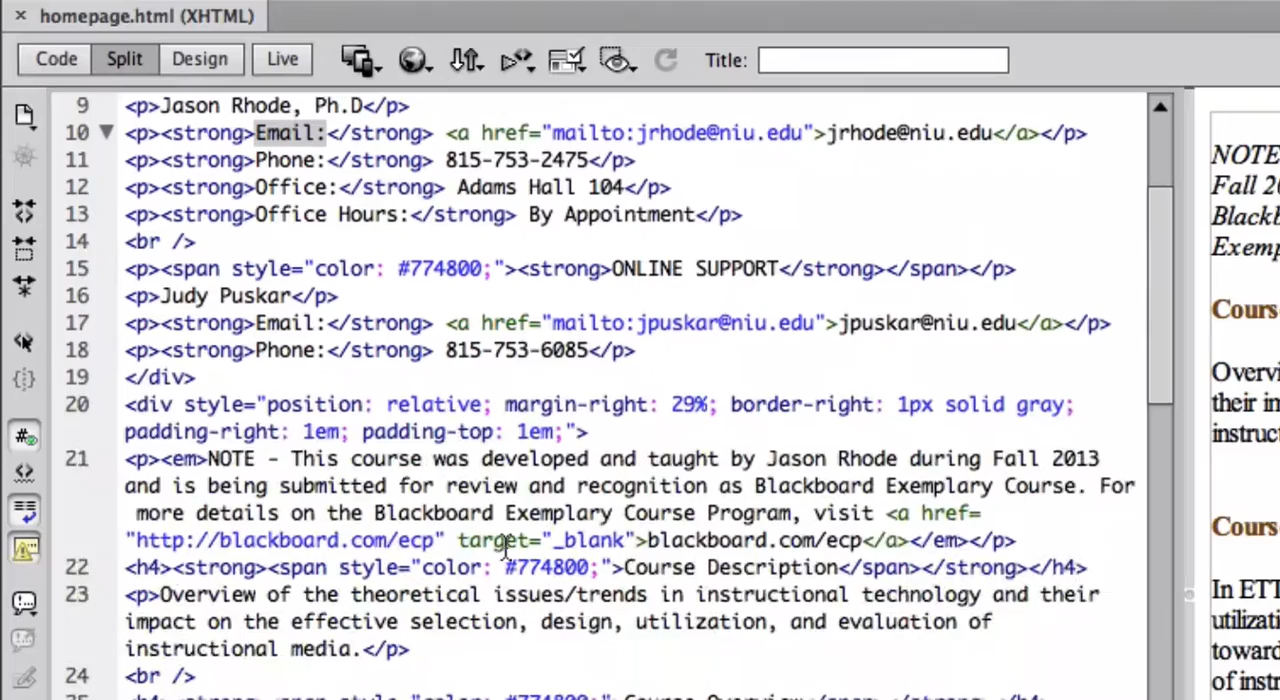 × homepage.html (XHTML)
Code Split Design Live Title:
9 <p>Jason Rhode, Ph.D</p>
10 <p><strong>Email:</strong> <a href="mailto:jrhode@niu.edu">jrhode@niu.edu</a></p>
11 <p><strong>Phone:</strong> 815-753-2475</p>
12 <p><strong>Office:</strong> Adams Hall 104</p>
13 <p><strong>Office Hours:</strong> By Appointment</p>
14 <br />
15 <p><span style="color: #774800;"><strong>ONLINE SUPPORT</strong></span></p>
16 <p>Judy Puskar</p>
17 <p><strong>Email:</strong> <a href="mailto:jpuskar@niu.edu">jpuskar@niu.edu</a></p>
18 <p><strong>Phone:</strong> 815-753-6085</p>
19 </div>
20 <div style="position: relative; margin-right: 29%; border-right: 1px solid gray;
padding-right: 1em; padding-top: 1em;">
21 <p><em>NOTE - This course was developed and taught by Jason Rhode during Fall 2013
and is being submitted for review and recognition as Blackboard Exemplary Course. For
more details on the Blackboard Exemplary Course Program, visit <a href=
"http://blackboard.com/ecp" target="_blank">blackboard.com/ecp</a></em></p>
22 <h4><strong><span style="color: #774800;">Course Description</span></strong></h4>
23 <p>Overview of the theoretical issues/trends in instructional technology and their
impact on the effective selection, design, utilization, and evaluation of
instructional media.</p>
24 <br />
NOTE
Fall 20
Blackb
Exemp
Cours
Overvi
their im
instruct
Cours
In ETT
utilizati
toward
of instr